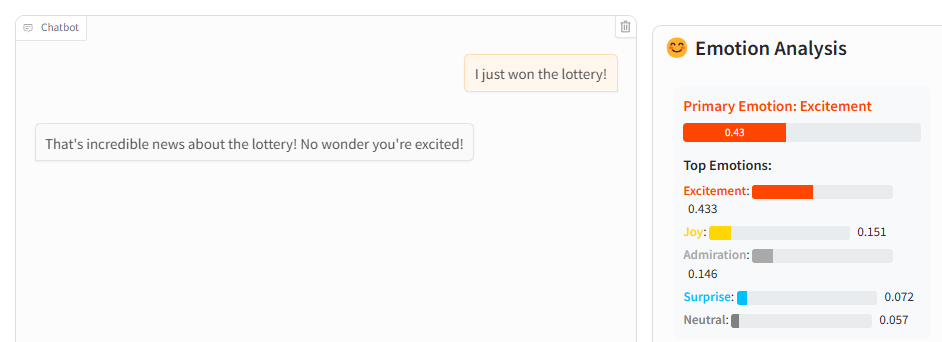 Chatbot
I just won the lottery!
That's incredible news about the lottery! No wonder you're excited!
😊 Emotion Analysis
Primary Emotion: Excitement
0.43
Top Emotions:
Excitement:
0.433
Joy: 0.151
Admiration:
0.146
Surprise: 0.072
Neutral: 0.057